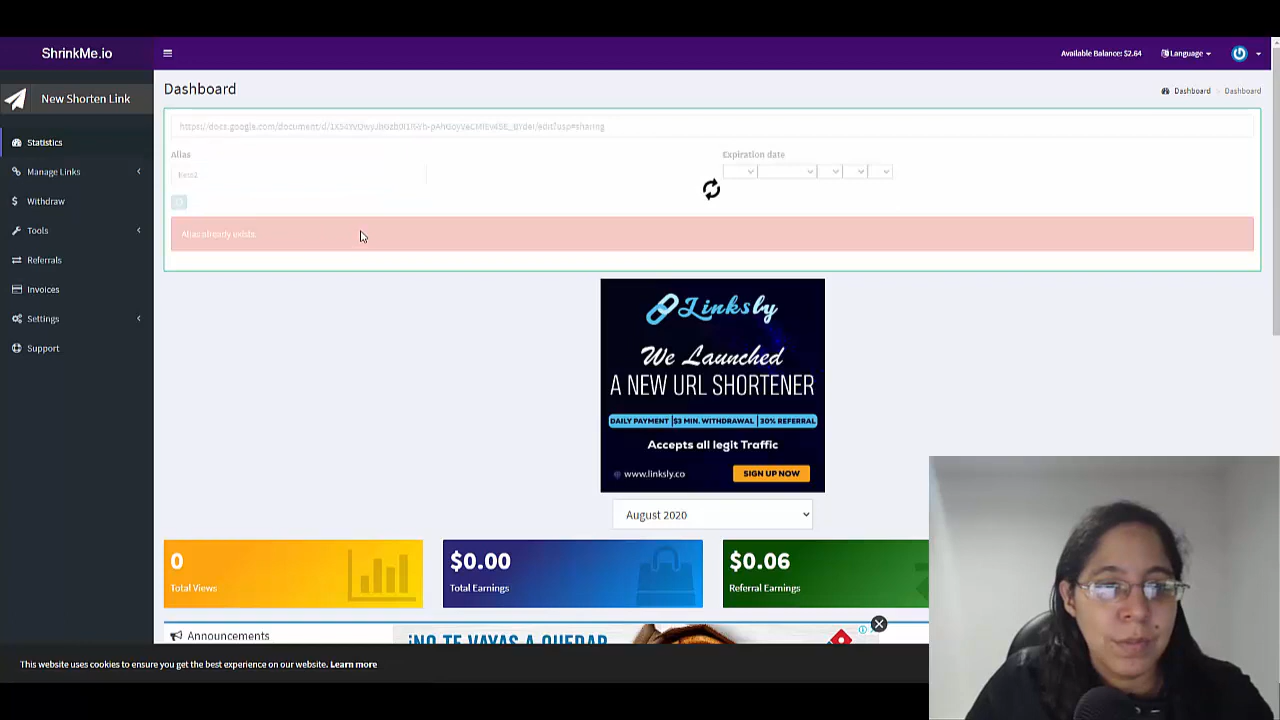 ShrinkMe.io
Available Balance: $2.64
Language
New Shorten Link
Dashboard
Dashboard
Dashboard
Statistics
Alias
Expiration date
Manage Links
Withdraw
Alias already exists.
Tools
Referrals
Invoices
Settings
Support
Linksly
We Launched
A NEW URL SHORTENER
DAILY PAYMENT | $3 MIN. WITHDRAWAL | 30% REFERRAL
Accepts all legit Traffic
www.linksly.co
SIGN UP NOW
August 2020
0
Total Views
$0.00
Total Earnings
$0.06
Referral Earnings
Announcements
¡NO TE VAYAS A QUEDAR
This website uses cookies to ensure you get the best experience on our website. Learn more